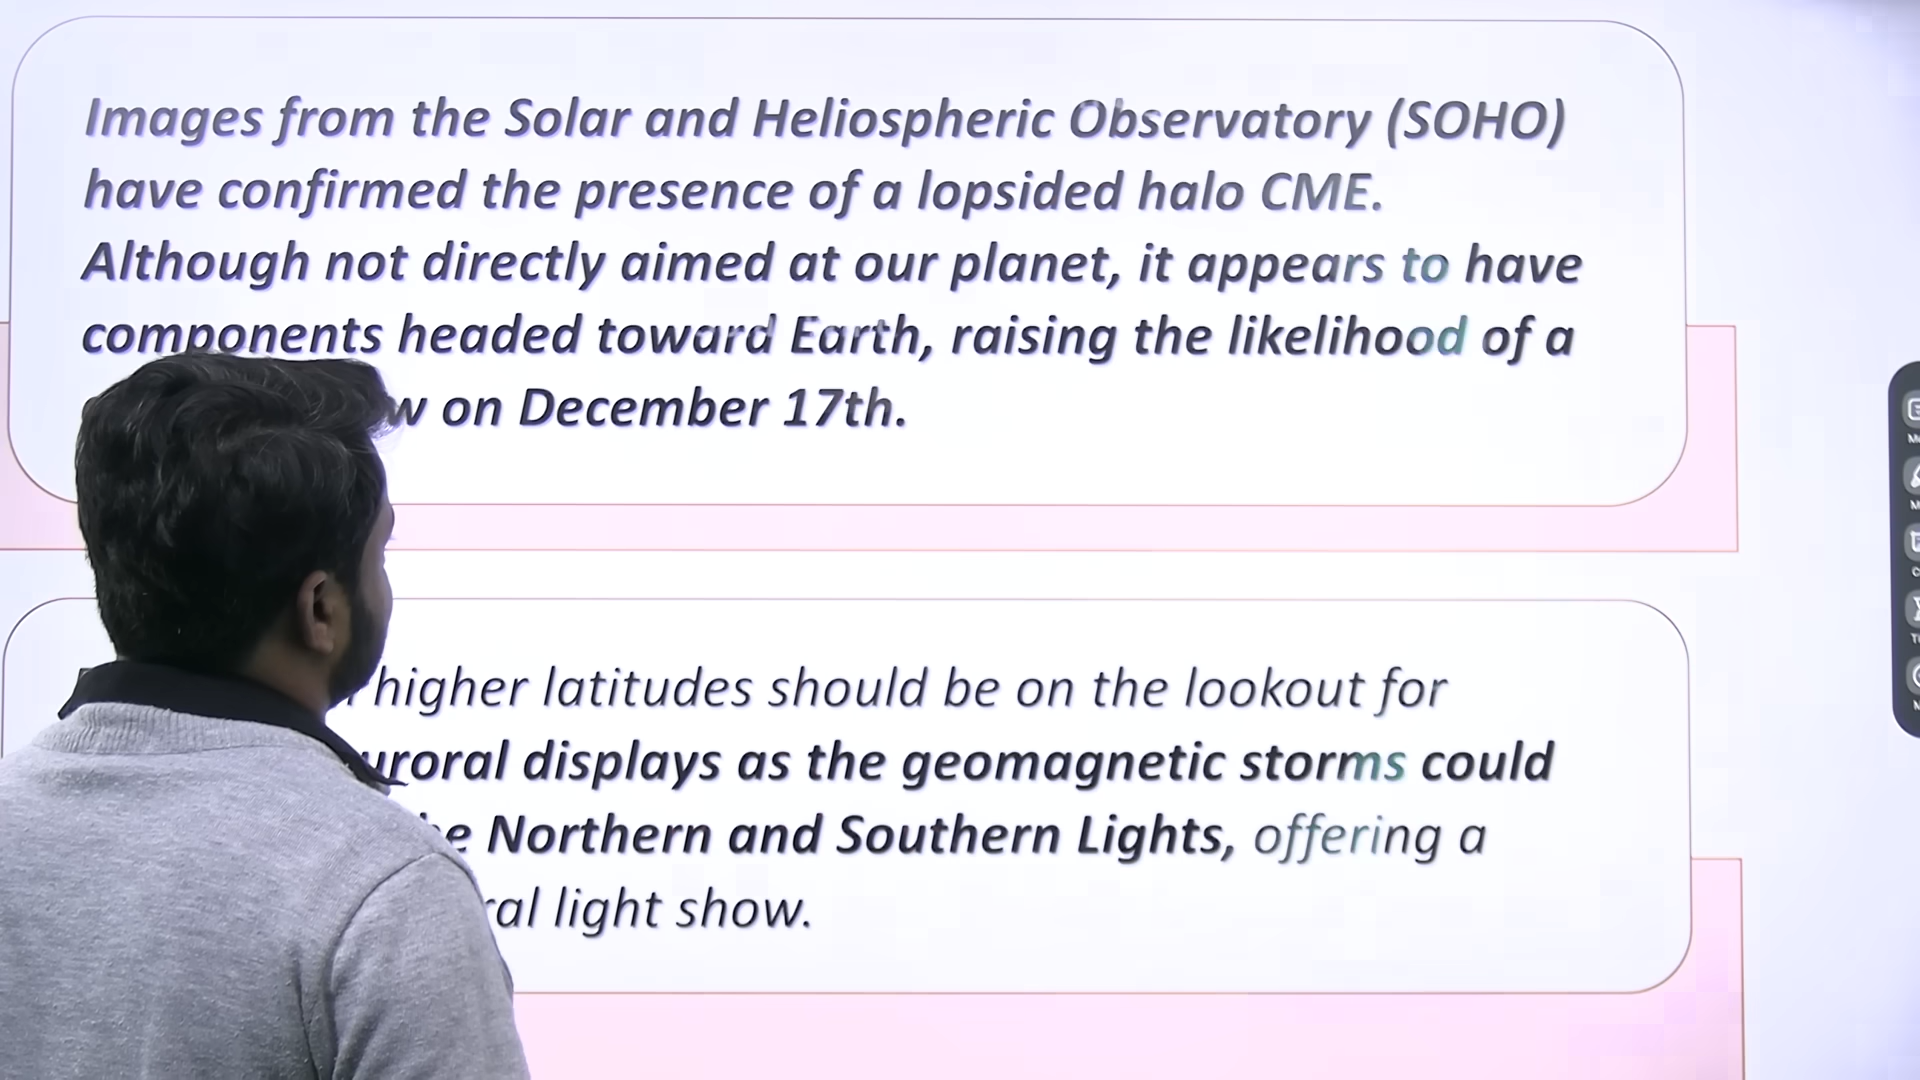 Images from the Solar and Heliospheric Observatory (SOHO)
have confirmed the presence of a lopsided halo CME.
Although not directly aimed at our planet, it appears to have
components headed toward Earth, raising the likelihood of a
on December 17th.
higher latitudes should be on the lookout for
displays as the geomagnetic storms could
Northern and Southern Lights, offering a
light show.